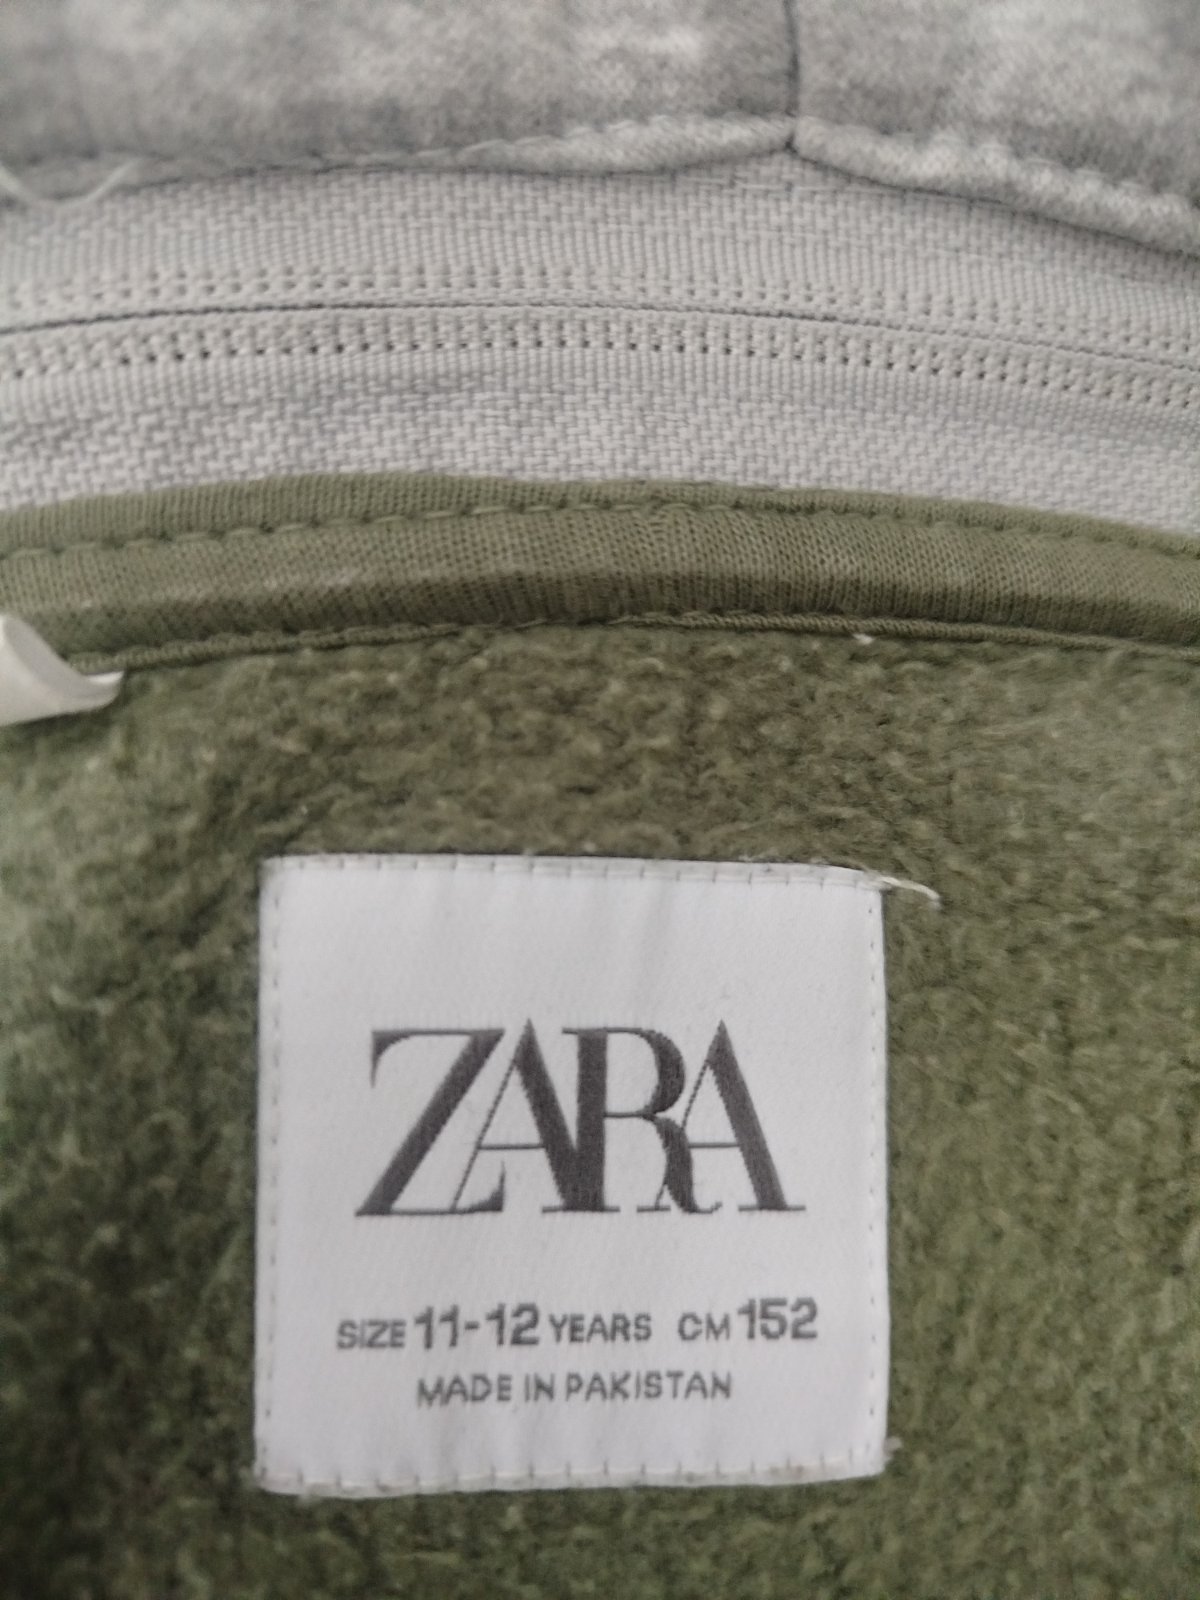 ZARA
SIZE 11-12 YEARS CM 152
MADE IN PAKISTAN